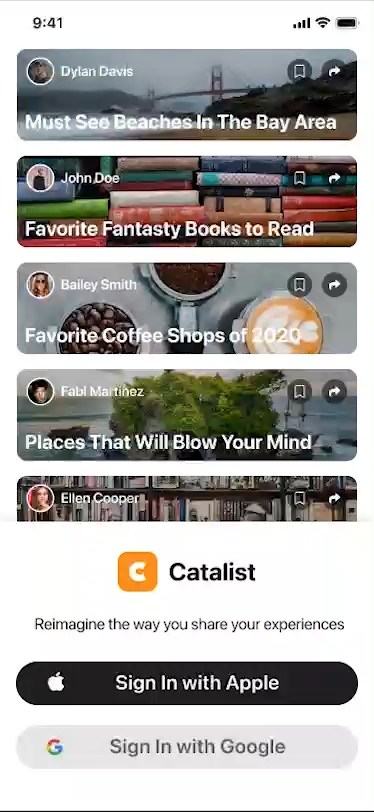 9:41
Dylan Davis
Must See Beaches In The Bay Area
John Doe
Favorite Fantasty Books to Read
Bailey Smith
Favorite Coffee Shops of 2020
Fabi Martinez
Places That Will Blow Your Mind
Ellen Cooper
Catalist
Reimagine the way you share your experiences
Sign In with Apple
Sign In with Google